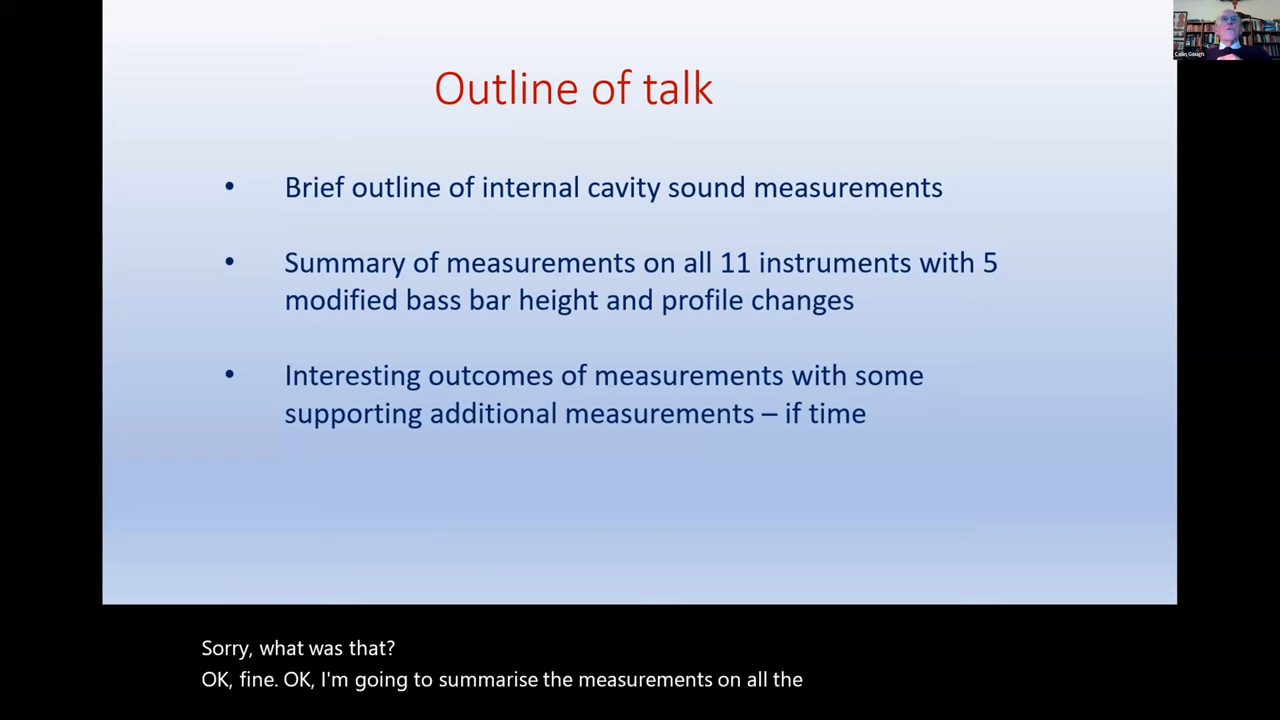 Outline of talk
Colin Gough
• Brief outline of internal cavity sound measurements
• Summary of measurements on all 11 instruments with 5
modified bass bar height and profile changes
• Interesting outcomes of measurements with some
supporting additional measurements – if time
Sorry, what was that?
OK, fine. OK, I'm going to summarise the measurements on all the